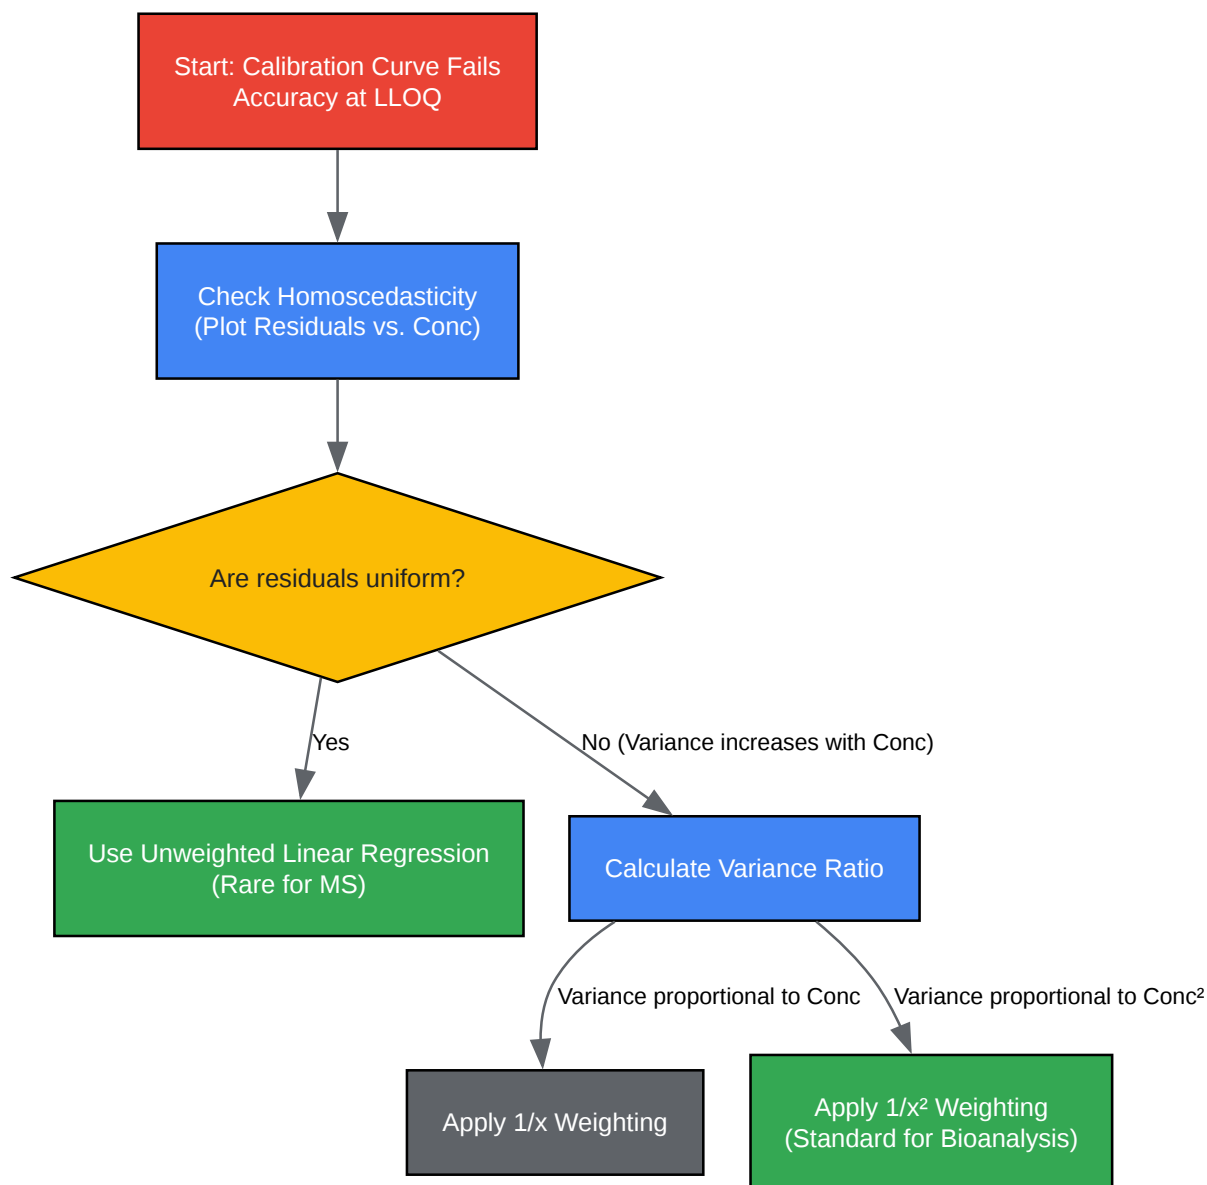 Start: Calibration Curve Fails
Accuracy at LLOQ
Check Homoscedasticity
(Plot Residuals vs. Conc)
Are residuals uniform?
Yes
No (Variance increases with Conc)
Use Unweighted Linear Regression
(Rare for MS)
Calculate Variance Ratio
Variance proportional to Conc
Variance proportional to Conc²
Apply 1/x Weighting
Apply 1/x² Weighting
(Standard for Bioanalysis)